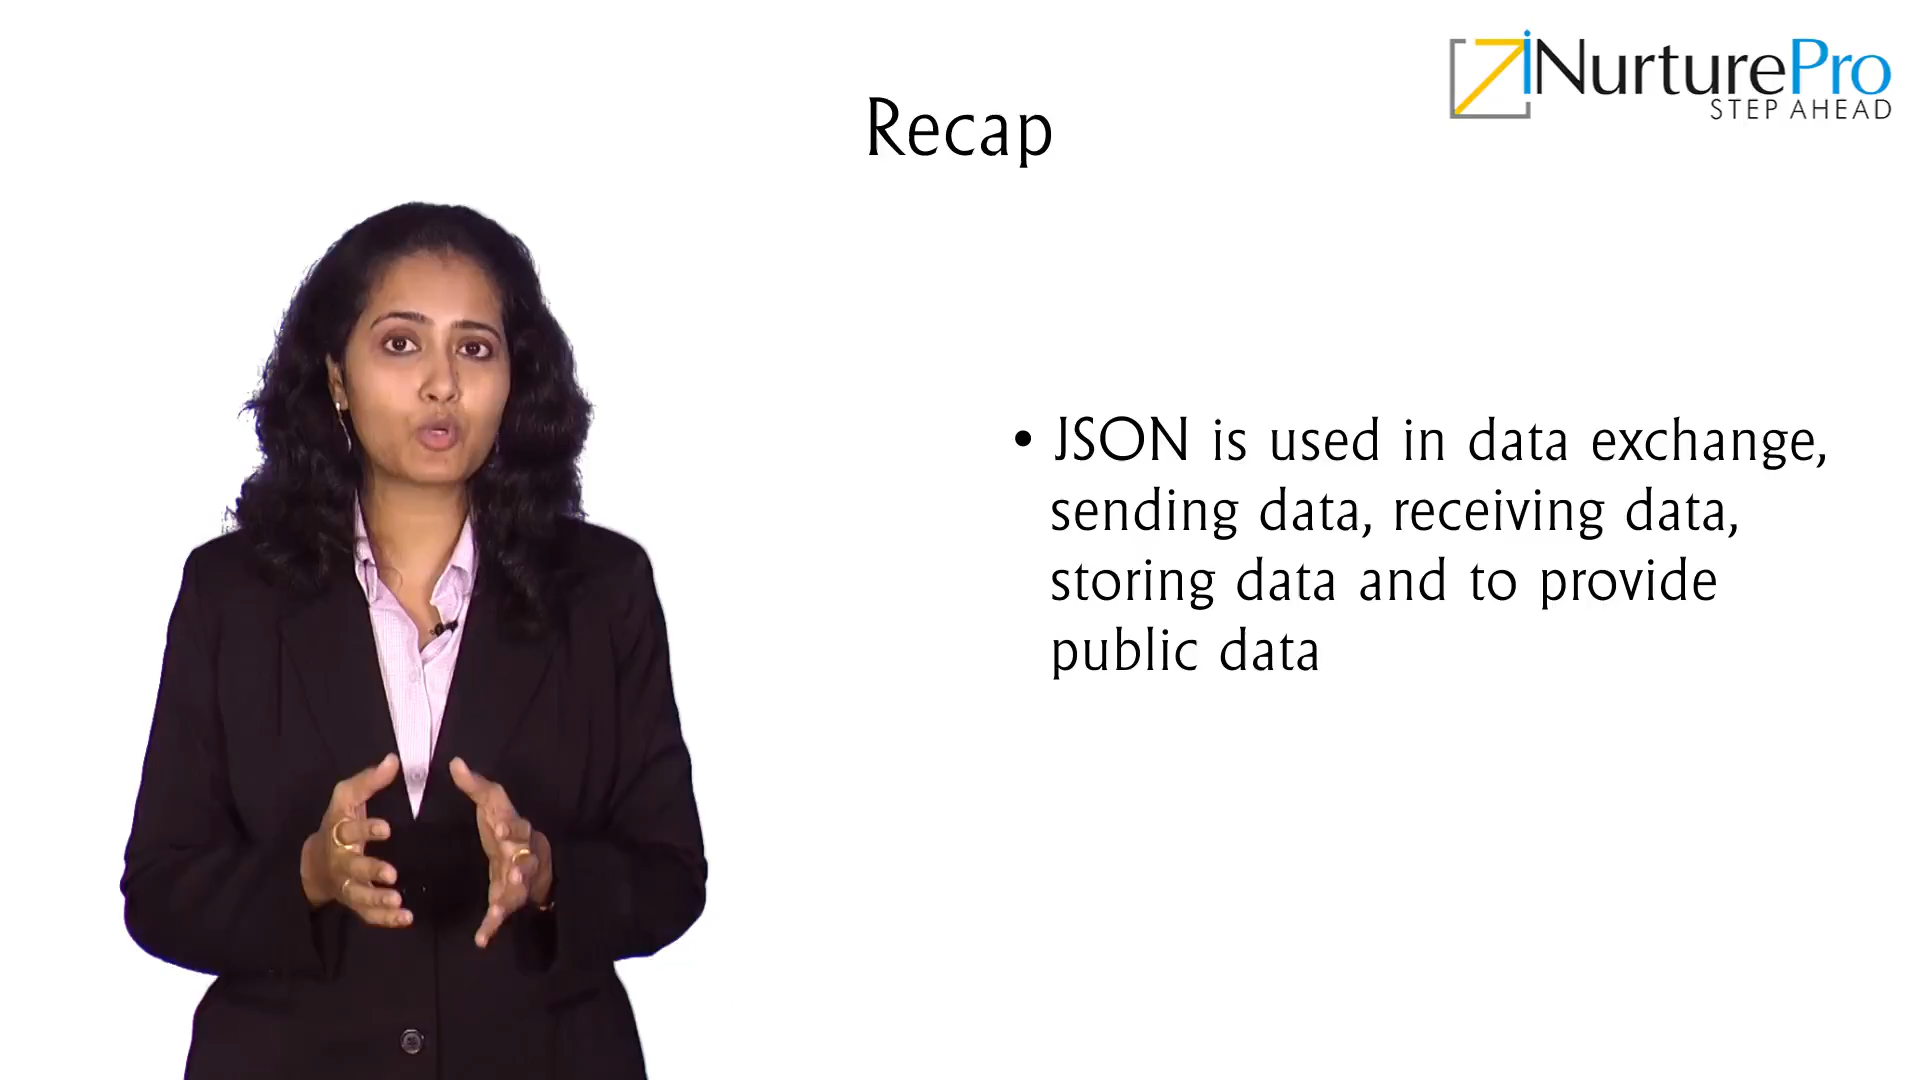 iNurturePro
STEP AHEAD
Recap
• JSON is used in data exchange,
sending data, receiving data,
storing data and to provide
public data